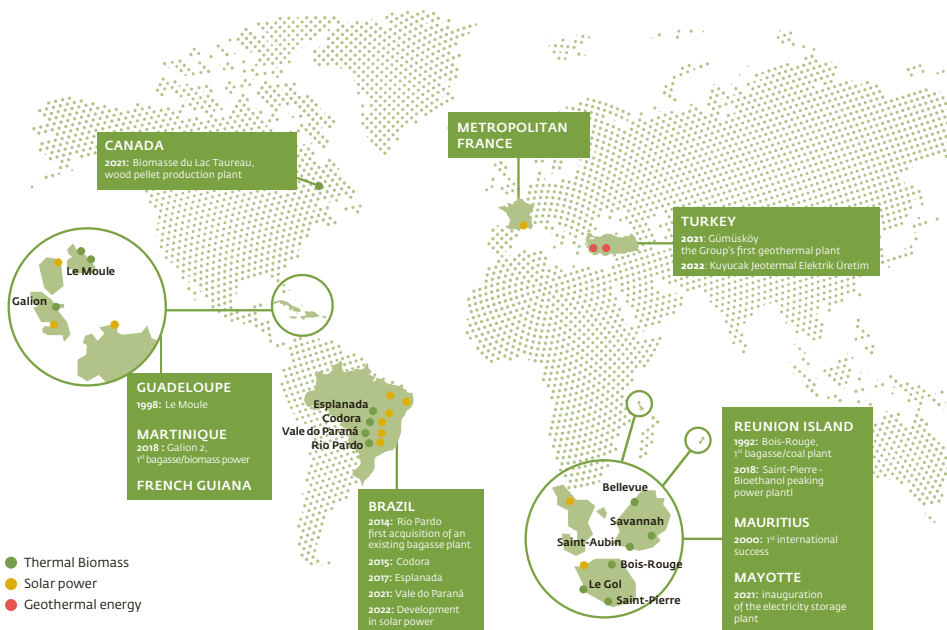 CANADA
2021: Biomasse du Lac Taureau,
wood pellet production plant
METROPOLITAN
FRANCE
TURKEY
2021: Gümüsköy
the Group's first geothermal plant
2022: Kuyucak Jeotermal Elektrik Üretim
Le Moule
Galion
GUADELOUPE
1998: Le Moule
MARTINIQUE
2018 : Galion 2,
1st bagasse/biomass power
FRENCH GUIANA
Esplanada
Codora
Vale do Paraná
Rio Pardo
BRAZIL
2014: Rio Pardo
first acquisition of an
existing bagasse plant
2015: Codora
2017: Esplanada
2021: Vale do Paraná
2022: Development
in solar power
Bellevue
Savannah
Saint-Aubin
Bois-Rouge
Le Gol
Saint-Pierre
REUNION ISLAND
1992: Bois-Rouge,
1st bagasse/coal plant
2018: Saint-Pierre -
Bioethanol peaking
power plantl
MAURITIUS
2000: 1st international
success
MAYOTTE
2021: inauguration
of the electricity storage
plant
Thermal Biomass
Solar power
Geothermal energy